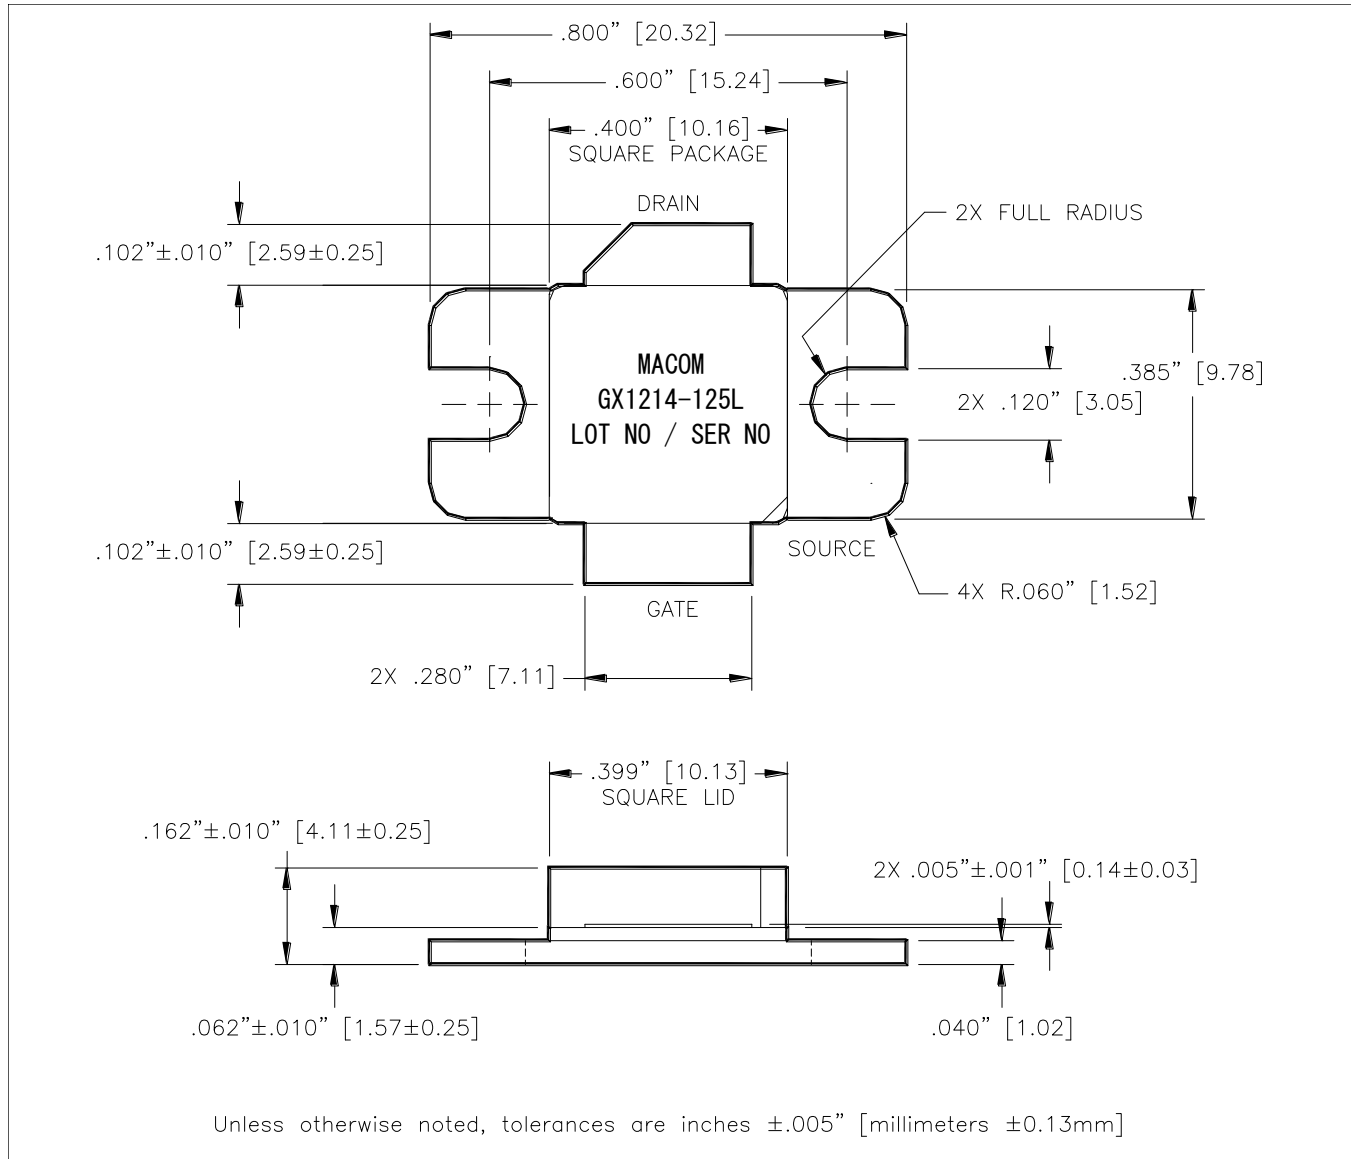 .800” [20.32]
.600” [15.24]
.400” [10.16]
SQUARE PACKAGE
DRAIN
2X FULL RADIUS
.102”±.010” [2.59±0.25]
MACOM
GX1214-125L
LOT NO / SER NO
.385” [9.78]
2X .120” [3.05]
.102”±.010” [2.59±0.25]
SOURCE
4X R.060” [1.52]
GATE
2X .280” [7.11]
.399” [10.13]
SQUARE LID
.162”±.010” [4.11±0.25]
2X .005”±.001” [0.14±0.03]
.062”±.010” [1.57±0.25]
.040” [1.02]
Unless otherwise noted, tolerances are inches ±.005” [millimeters ±0.13mm]